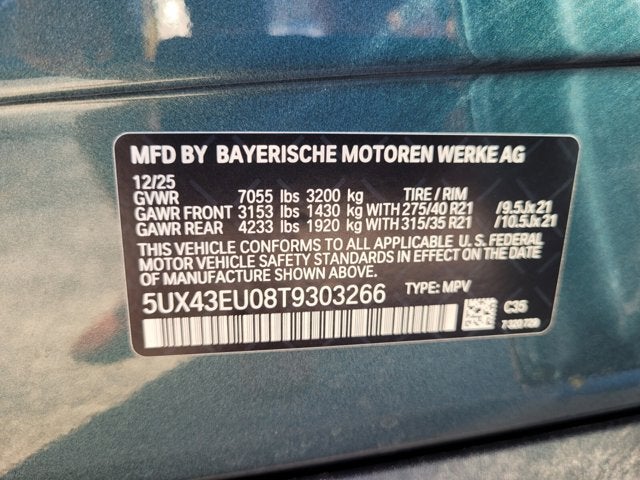 MFD BY BAYERISCHE MOTOREN WERKE AG
12/25
GVWR 7055 lbs 3200 kg TIRE / RIM
GAWR FRONT 3153 lbs 1430 kg WITH 275/40 R21 /9.5Jx21
GAWR REAR 4233 lbs 1920 kg WITH 315/35 R21 /10.5Jx21
THIS VEHICLE CONFORMS TO ALL APPLICABLE U.S. FEDERAL
MOTOR VEHICLE SAFETY STANDARDS IN EFFECT ON THE DATE
OF MANUFACTURE SHOWN ABOVE.
5UX43EU08T9303266 TYPE: MPV
C35